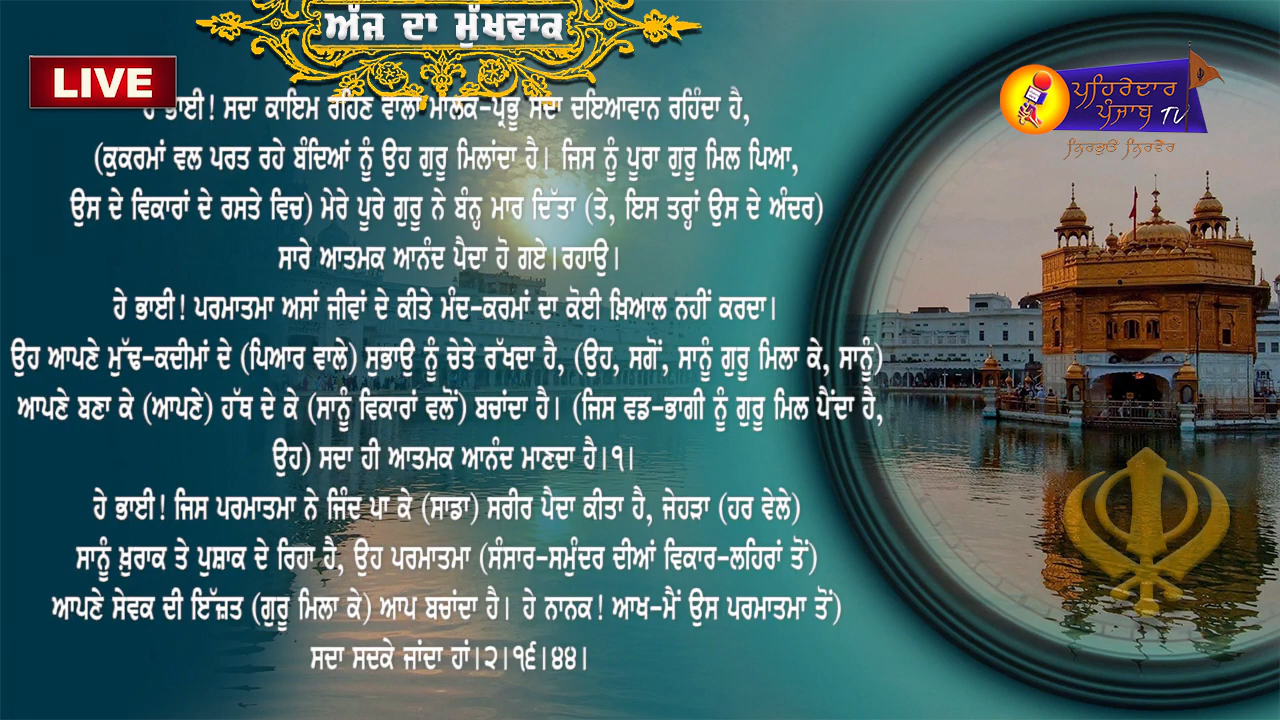 ਅੱਜ ਦਾ ਮੁੱਖਵਾਕ
LIVE
ਹੇ ਭਾਈ! ਸਦਾ ਕਾਇਮ ਰਹਿਣ ਵਾਲਾ ਮਾਲਕ-ਪ੍ਰਭੂ ਸਦਾ ਦਇਆਵਾਨ ਰਹਿੰਦਾ ਹੈ,
(ਕੁਕਰਮਾਂ ਵਲ ਪਰਤ ਰਹੇ ਬੰਦਿਆਂ ਨੂੰ ਉਹ ਗੁਰੂ ਮਿਲਾਂਦਾ ਹੈ। ਜਿਸ ਨੂੰ ਪੂਰਾ ਗੁਰੂ ਮਿਲ ਪਿਆ,
ਉਸ ਦੇ ਵਿਕਾਰਾਂ ਦੇ ਰਸਤੇ ਵਿਚ) ਮੇਰੇ ਪੂਰੇ ਗੁਰੂ ਨੇ ਬੰਨ੍ਹ ਮਾਰ ਦਿੱਤਾ (ਤੇ, ਇਸ ਤਰ੍ਹਾਂ ਉਸ ਦੇ ਅੰਦਰ)
ਸਾਰੇ ਆਤਮਕ ਆਨੰਦ ਪੈਦਾ ਹੋ ਗਏ।ਰਹਾਉ।
ਹੇ ਭਾਈ! ਪਰਮਾਤਮਾ ਅਸਾਂ ਜੀਵਾਂ ਦੇ ਕੀਤੇ ਮੰਦ-ਕਰਮਾਂ ਦਾ ਕੋਈ ਖ਼ਿਆਲ ਨਹੀਂ ਕਰਦਾ।
ਉਹ ਆਪਣੇ ਮੁੱਢ-ਕਦੀਮਾਂ ਦੇ (ਪਿਆਰ ਵਾਲੇ) ਸੁਭਾਉ ਨੂੰ ਚੇਤੇ ਰੱਖਦਾ ਹੈ, (ਉਹ, ਸਗੋਂ, ਸਾਨੂੰ ਗੁਰੂ ਮਿਲਾ ਕੇ, ਸਾਨੂੰ)
ਆਪਣੇ ਬਣਾ ਕੇ (ਆਪਣੇ) ਹੱਥ ਦੇ ਕੇ (ਸਾਨੂੰ ਵਿਕਾਰਾਂ ਵਲੋਂ) ਬਚਾਂਦਾ ਹੈ। (ਜਿਸ ਵਡ-ਭਾਗੀ ਨੂੰ ਗੁਰੂ ਮਿਲ ਪੈਂਦਾ ਹੈ,
ਉਹ) ਸਦਾ ਹੀ ਆਤਮਕ ਆਨੰਦ ਮਾਣਦਾ ਹੈ।੧।
ਹੇ ਭਾਈ! ਜਿਸ ਪਰਮਾਤਮਾ ਨੇ ਜਿੰਦ ਪਾ ਕੇ (ਸਾਡਾ) ਸਰੀਰ ਪੈਦਾ ਕੀਤਾ ਹੈ, ਜੇਹੜਾ (ਹਰ ਵੇਲੇ)
ਸਾਨੂੰ ਖ਼ੁਰਾਕ ਤੇ ਪੁਸ਼ਾਕ ਦੇ ਰਿਹਾ ਹੈ, ਉਹ ਪਰਮਾਤਮਾ (ਸੰਸਾਰ-ਸਮੁੰਦਰ ਦੀਆਂ ਵਿਕਾਰ-ਲਹਿਰਾਂ ਤੋਂ)
ਆਪਣੇ ਸੇਵਕ ਦੀ ਇੱਜ਼ਤ (ਗੁਰੂ ਮਿਲਾ ਕੇ) ਆਪ ਬਚਾਂਦਾ ਹੈ। ਹੇ ਨਾਨਕ! ਆਖ-ਮੈਂ ਉਸ ਪਰਮਾਤਮਾ ਤੋਂ)
ਸਦਾ ਸਦਕੇ ਜਾਂਦਾ ਹਾਂ।੨।੧੬।੪੪।
ਪਹਿਰੇਦਾਰ
ਪੰਜਾਬ TV
ਨਿਰਭਉ ਨਿਰਵੈਰ